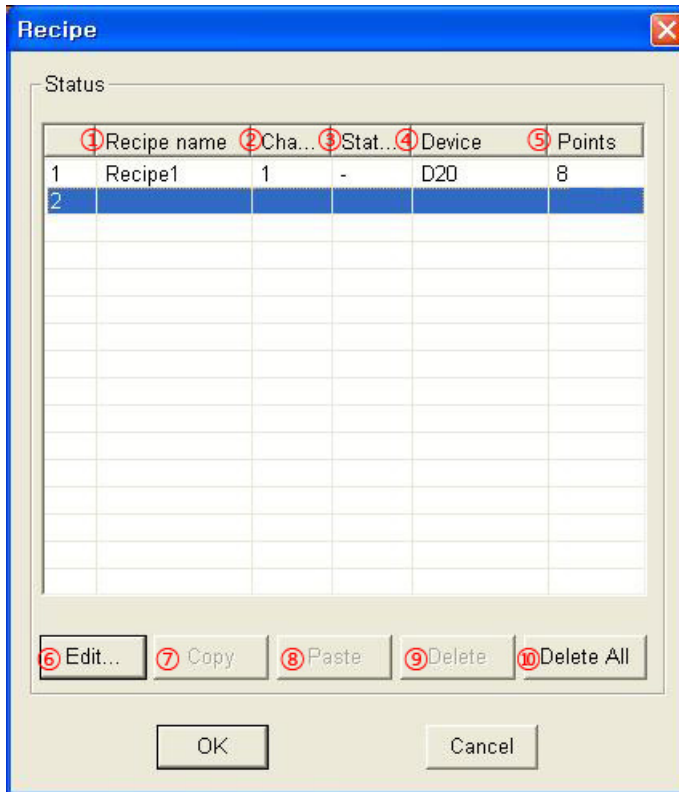 Recipe
Status
①Recipe name ②Cha... ③Stat... ④Device ⑤Points
1 Recipe1 1 - D20 8
2
⑥Edit... ⑦Copy ⑧Paste ⑨Delete ⑩Delete All
OK Cancel